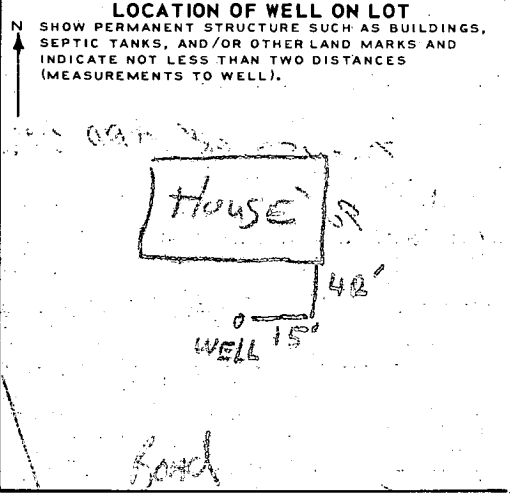 LOCATION OF WELL ON LOT
N SHOW PERMANENT STRUCTURE SUCH AS BUILDINGS,
SEPTIC TANKS, AND/OR OTHER LAND MARKS AND
INDICATE NOT LESS THAN TWO DISTANCES
(MEASUREMENTS TO WELL).
HOUSE
48'
WELL 15'
Road